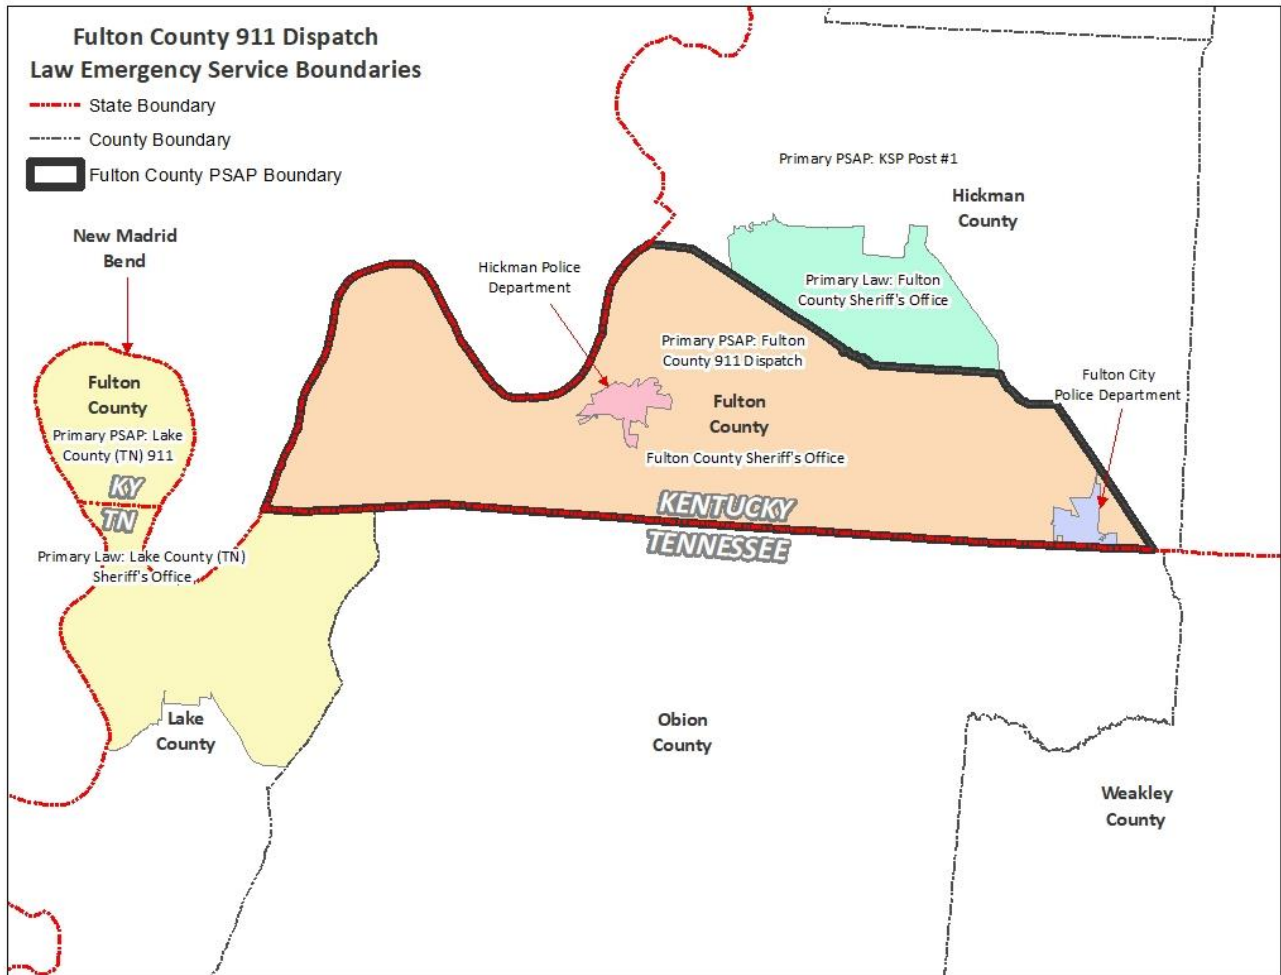 Fulton County 911 Dispatch
Law Emergency Service Boundaries
State Boundary
County Boundary
Fulton County PSAP Boundary
Primary PSAP: KSP Post #1
Hickman
County
New Madrid
Bend
Hickman Police
Department
Primary Law: Fulton
County Sheriff's Office
Primary PSAP: Fulton
County 911 Dispatch
Fulton City
Police Department
Fulton
County
Primary PSAP: Lake
County (TN) 911
KY
TN
Fulton
County
Fulton County Sheriff's Office
KENTUCKY
TENNESSEE
Primary Law: Lake County (TN)
Sheriff's Office
Lake
County
Obion
County
Weakley
County